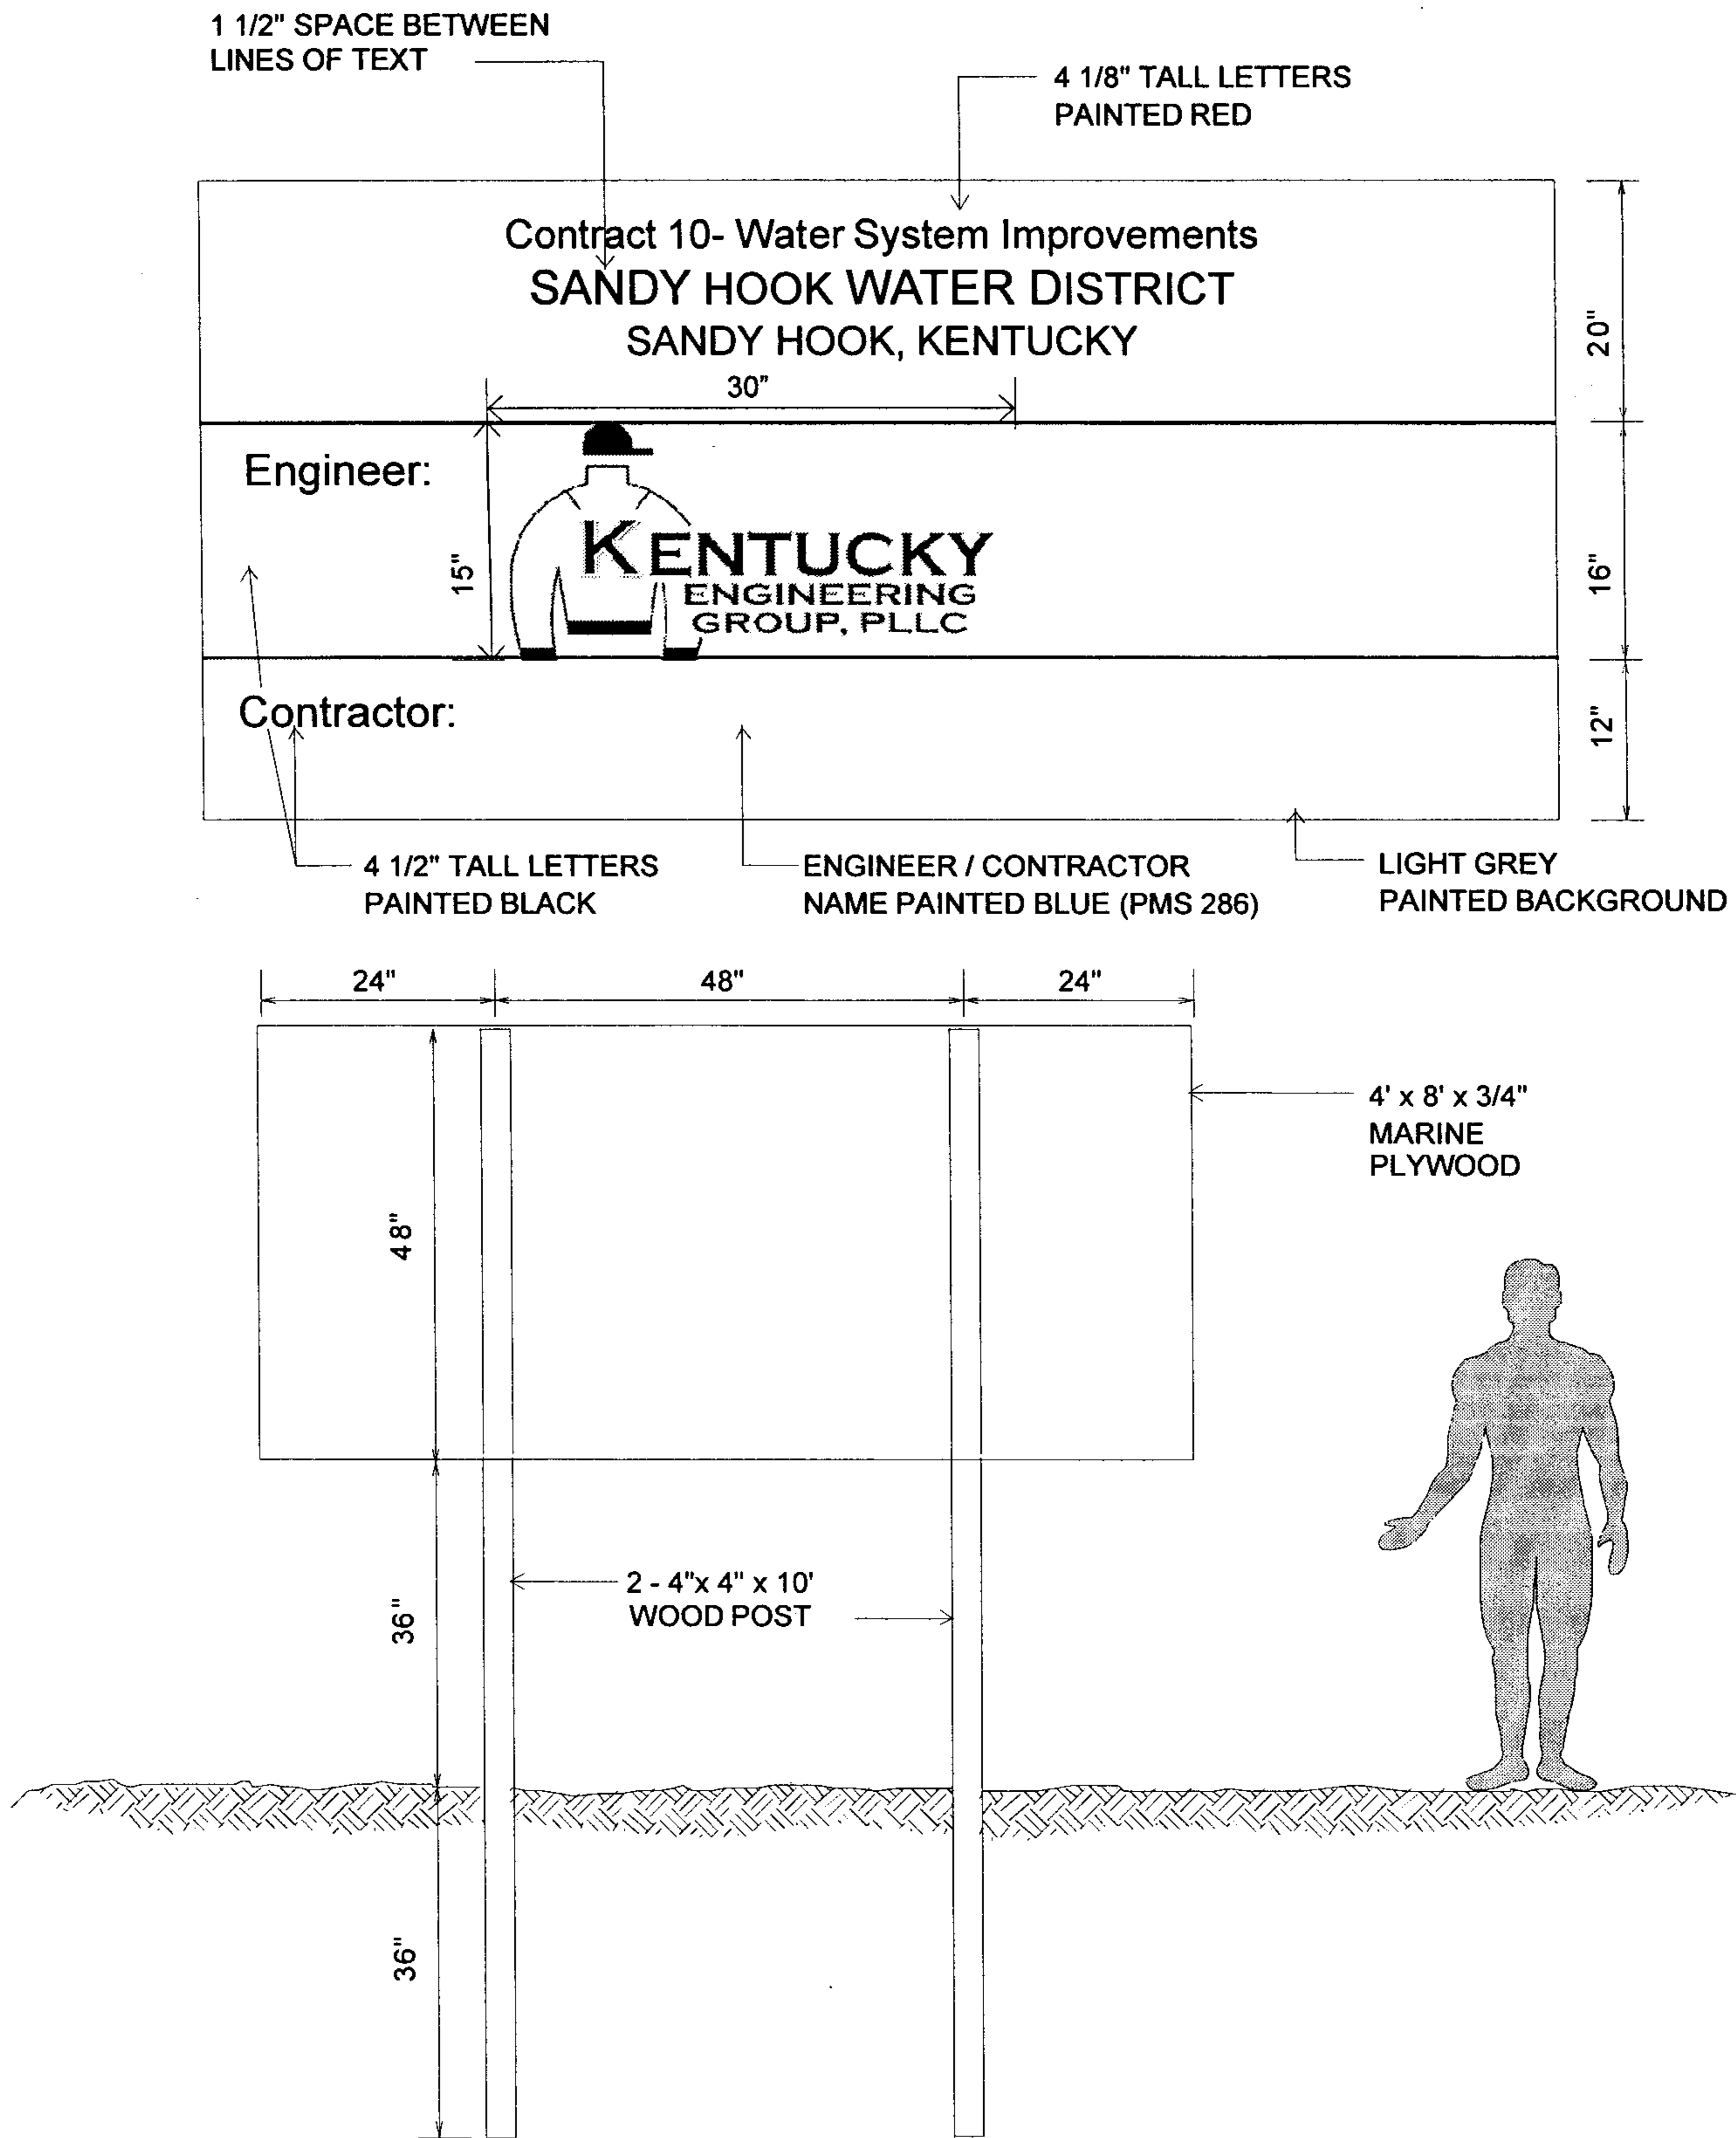 1 1/2" SPACE BETWEEN
LINES OF TEXT
4 1/8" TALL LETTERS
PAINTED RED
Contract 10- Water System Improvements
SANDY HOOK WATER DISTRICT
SANDY HOOK, KENTUCKY
20"
30"
Engineer:
15"
KENTUCKY
ENGINEERING
GROUP, PLLC
16"
Contractor:
12"
4 1/2" TALL LETTERS
PAINTED BLACK
ENGINEER / CONTRACTOR
NAME PAINTED BLUE (PMS 286)
LIGHT GREY
PAINTED BACKGROUND
24"
48"
24"
4' x 8' x 3/4"
MARINE
PLYWOOD
48"
2 - 4"x 4" x 10'
WOOD POST
36"
36"